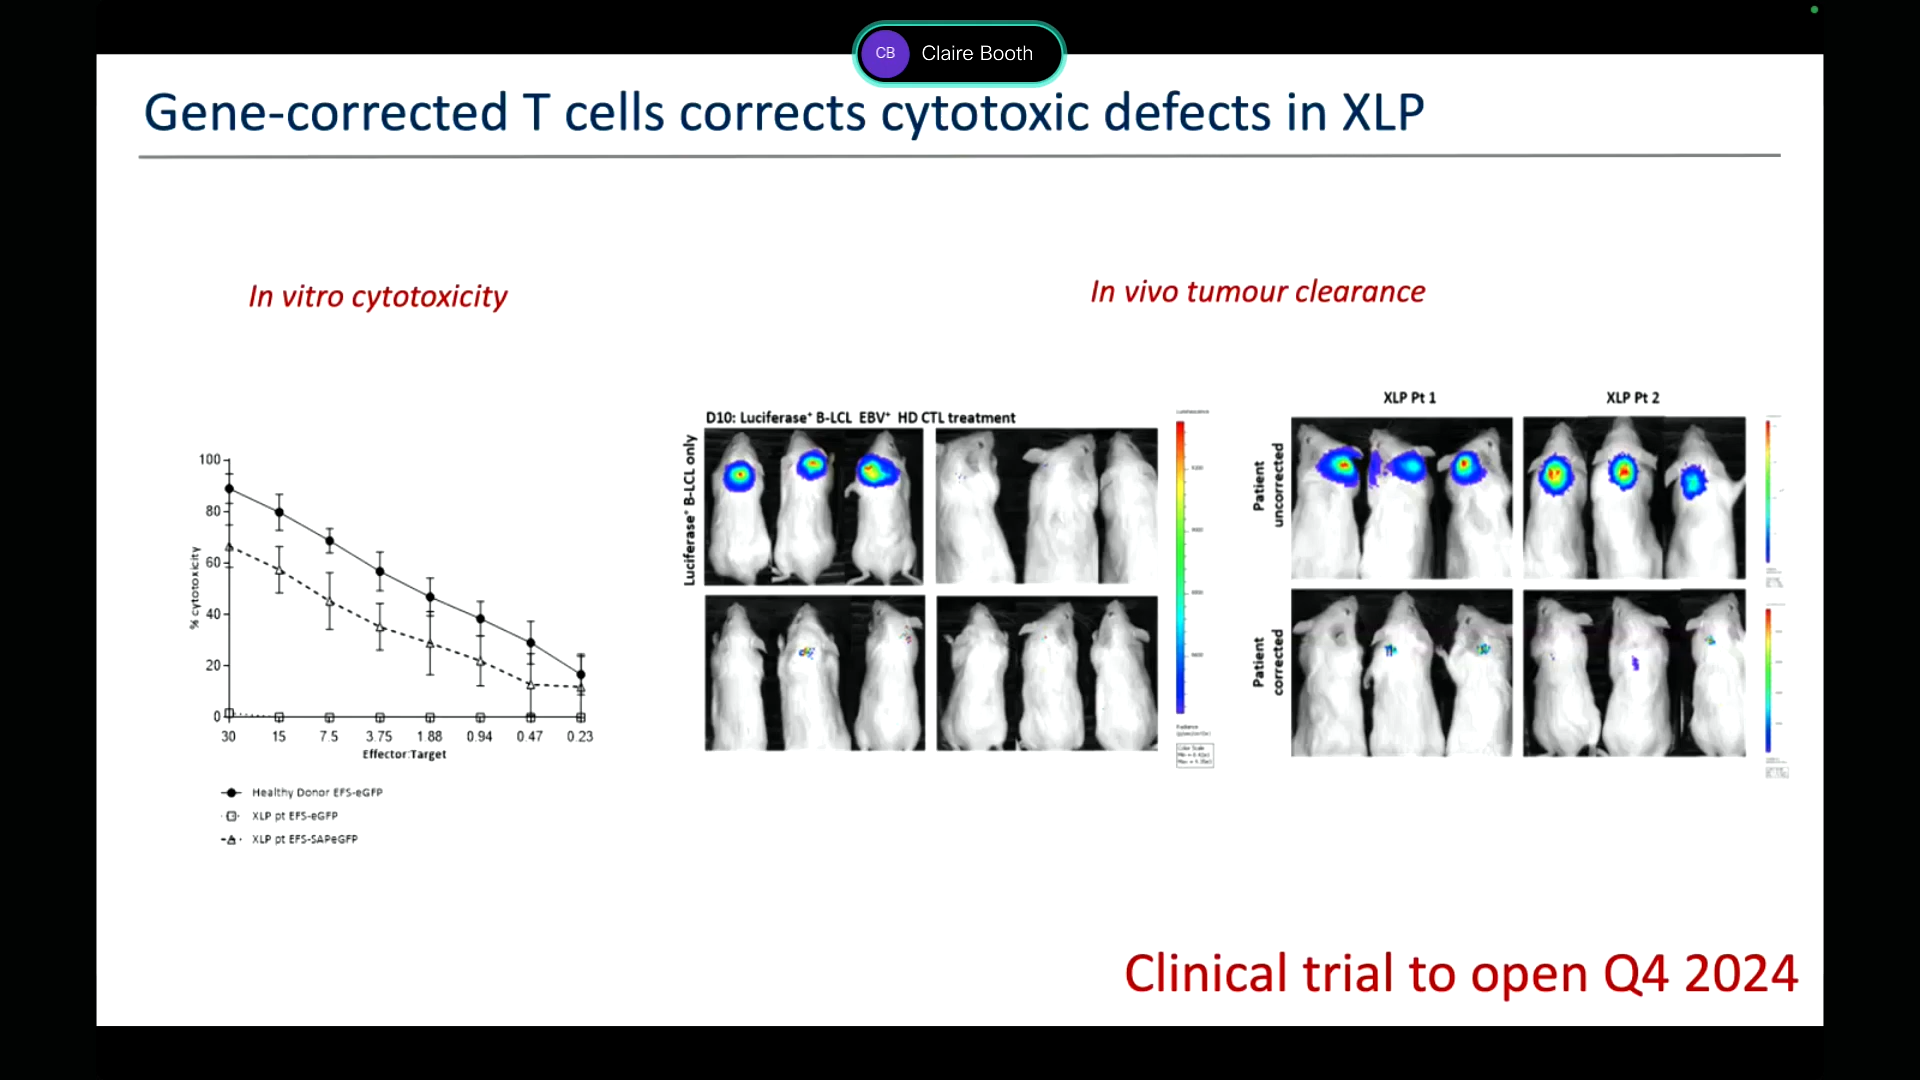 CB Claire Booth
Gene-corrected T cells corrects cytotoxic defects in XLP
In vitro cytotoxicity
In vivo tumour clearance
100
80
60
40
20
0
% cytotoxicity
30 15 7.5 3.75 1 88 0.94 0.47 0.23
Effector:Target
Healthy Donor EFS-eGFP
XLP pt EFS-eGFP
XLP pt EFS-SAPeGFP
D10: Luciferase⁺ B-LCL EBV⁺ HD CTL treatment
Luciferase⁺ B-LCL only
XLP Pt 1
XLP Pt 2
Patient
uncorrected
Patient
corrected
Clinical trial to open Q4 2024